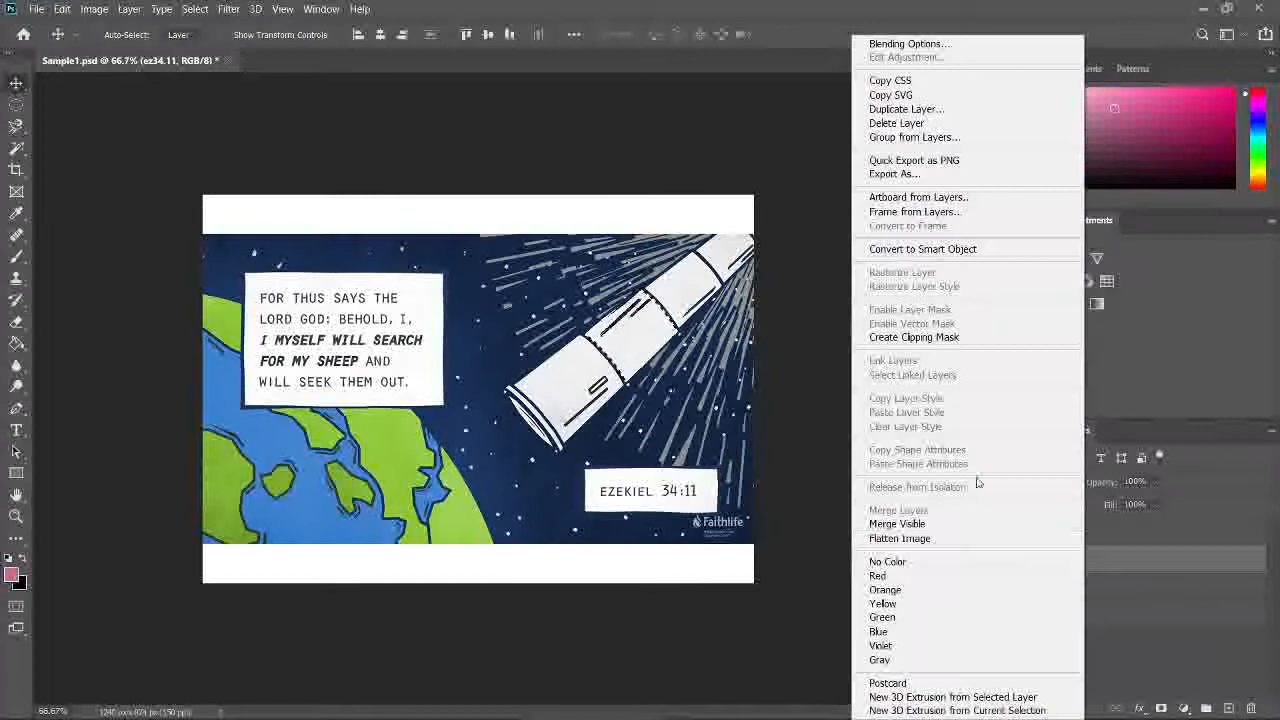 File Edit Image Layer Type Select Filter 3D View Window Help
Auto-Select: Layer Show Transform Controls 3D Mode:
Sample1.psd @ 66.7% (ez34.11, RGB/8) *
FOR THUS SAYS THE
LORD GOD: BEHOLD, I,
I MYSELF WILL SEARCH
FOR MY SHEEP AND
WILL SEEK THEM OUT.
EZEKIEL 34:11
Faithlife
66.67%
Blending Options...
Edit Adjustment...
Copy CSS
Copy SVG
Duplicate Layer...
Delete Layer
Group from Layers...
Quick Export as PNG
Export As...
Artboard from Layers...
Frame from Layers...
Convert to Frame
Convert to Smart Object
Rasterize Layer
Rasterize Layer Style
Enable Layer Mask
Enable Vector Mask
Create Clipping Mask
Link Layers
Select Linked Layers
Copy Layer Style
Paste Layer Style
Clear Layer Style
Copy Shape Attributes
Paste Shape Attributes
Release from Isolation
Merge Layers
Merge Visible
Flatten Image
No Color
Red
Orange
Yellow
Green
Blue
Violet
Gray
Postcard
New 3D Extrusion from Selected Layer
New 3D Extrusion from Current Selection
Patterns
100%
Fill: 100%